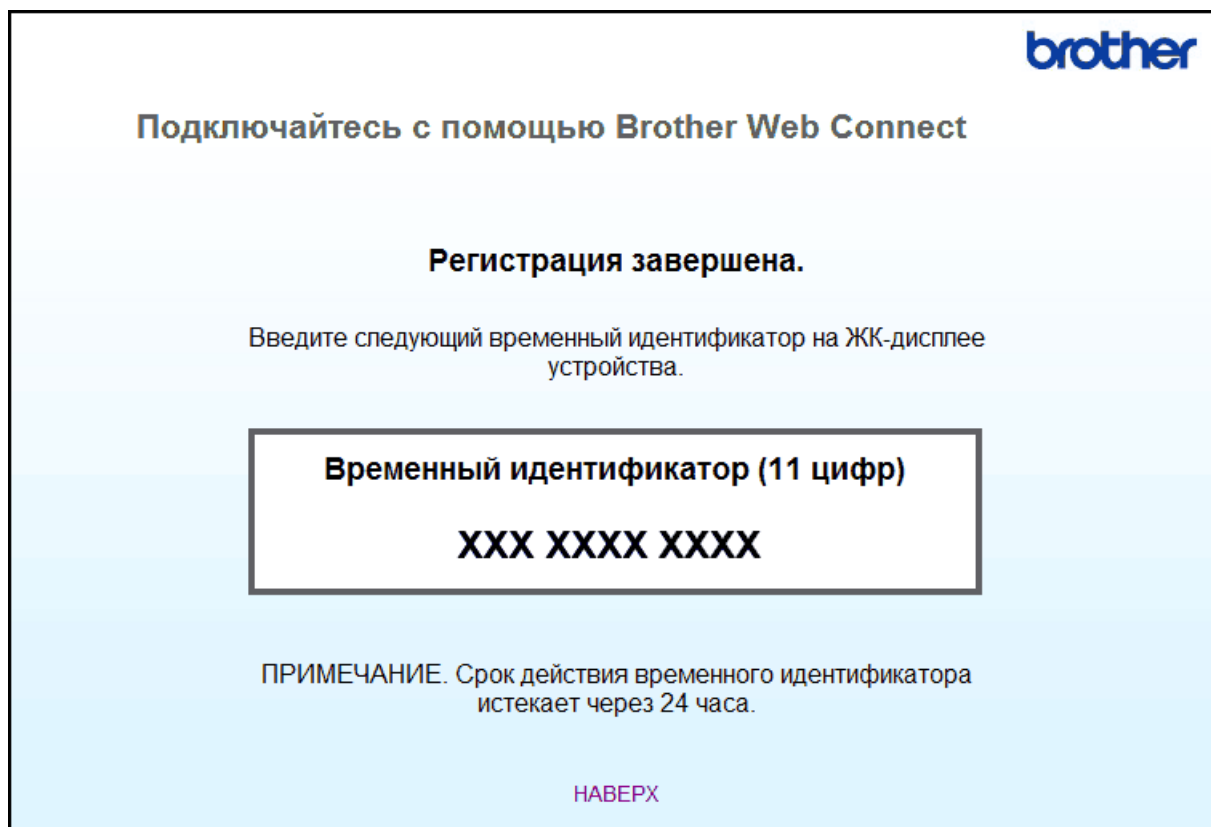 brother
Подключайтесь с помощью Brother Web Connect
Регистрация завершена.
Введите следующий временный идентификатор на ЖК-дисплее
устройства.
Временный идентификатор (11 цифр)
XXX XXXX XXXX
ПРИМЕЧАНИЕ. Срок действия временного идентификатора
истекает через 24 часа.
НАВЕРХ